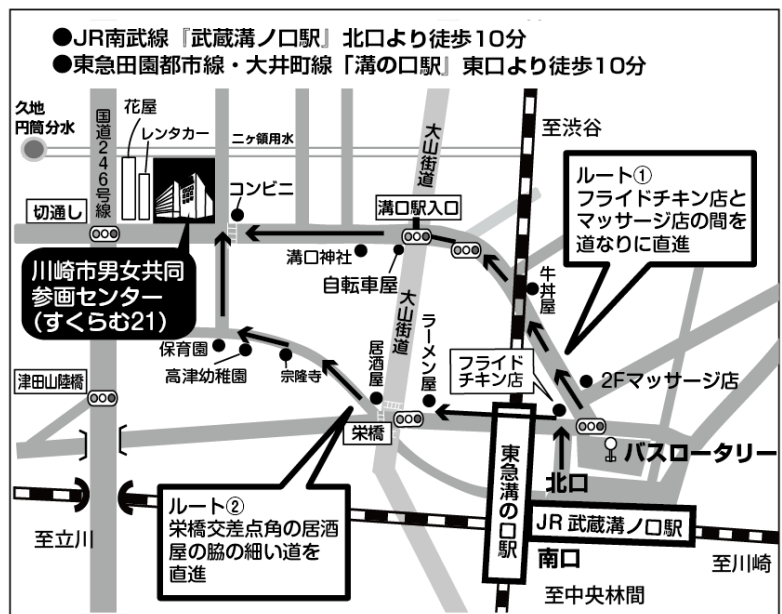 ●JR南武線『武蔵溝ノ口駅』北口より徒歩10分
●東急田園都市線・大井町線「溝の口駅」東口より徒歩10分
久地
円筒分水
国道246号線
花屋
レンタカー
二ヶ領用水
大山街道
至渋谷
コンビニ
切通し
溝口駅入口
ルート①
フライドチキン店と
マッサージ店の間を
道なりに直進
溝口神社
自転車屋
牛丼屋
川崎市男女共同
参画センター
(すくらむ21)
大山街道
保育園
高津幼稚園
宗隆寺
居酒屋
ラーメン屋
フライド
チキン店
2Fマッサージ店
津田山陸橋
栄橋
バスロータリー
北口
東急溝の口駅
ルート②
栄橋交差点角の居酒
屋の脇の細い道を
直進
JR武蔵溝ノ口駅
至立川
南口
至川崎
至中央林間